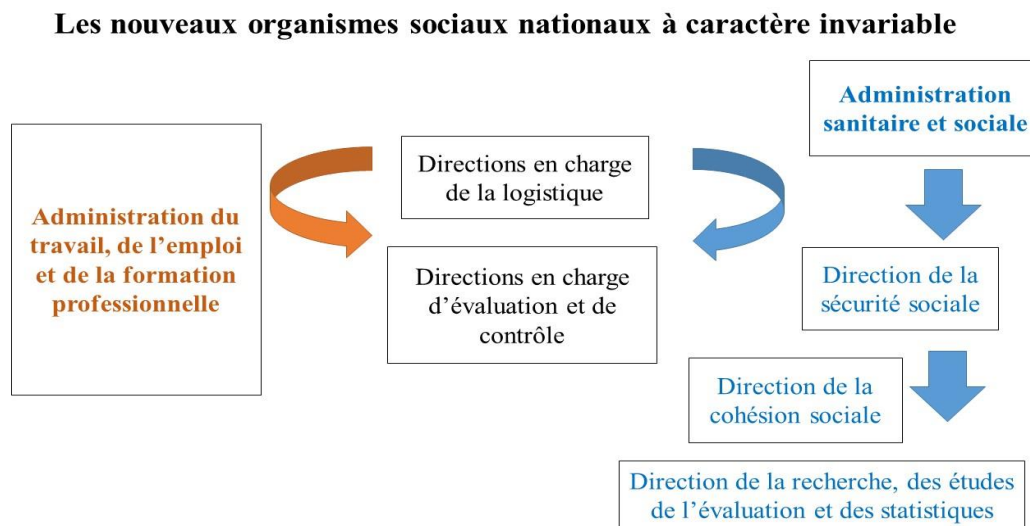 Les nouveaux organismes sociaux nationaux à caractère invariable
Administration
sanitaire et sociale
Administration du
travail, de l’emploi
et de la formation
professionnelle
Directions en charge
de la logistique
Directions en charge
d’évaluation et de
contrôle
Direction de la
sécurité sociale
Direction de la
cohésion sociale
Direction de la recherche, des études
de l’évaluation et des statistiques